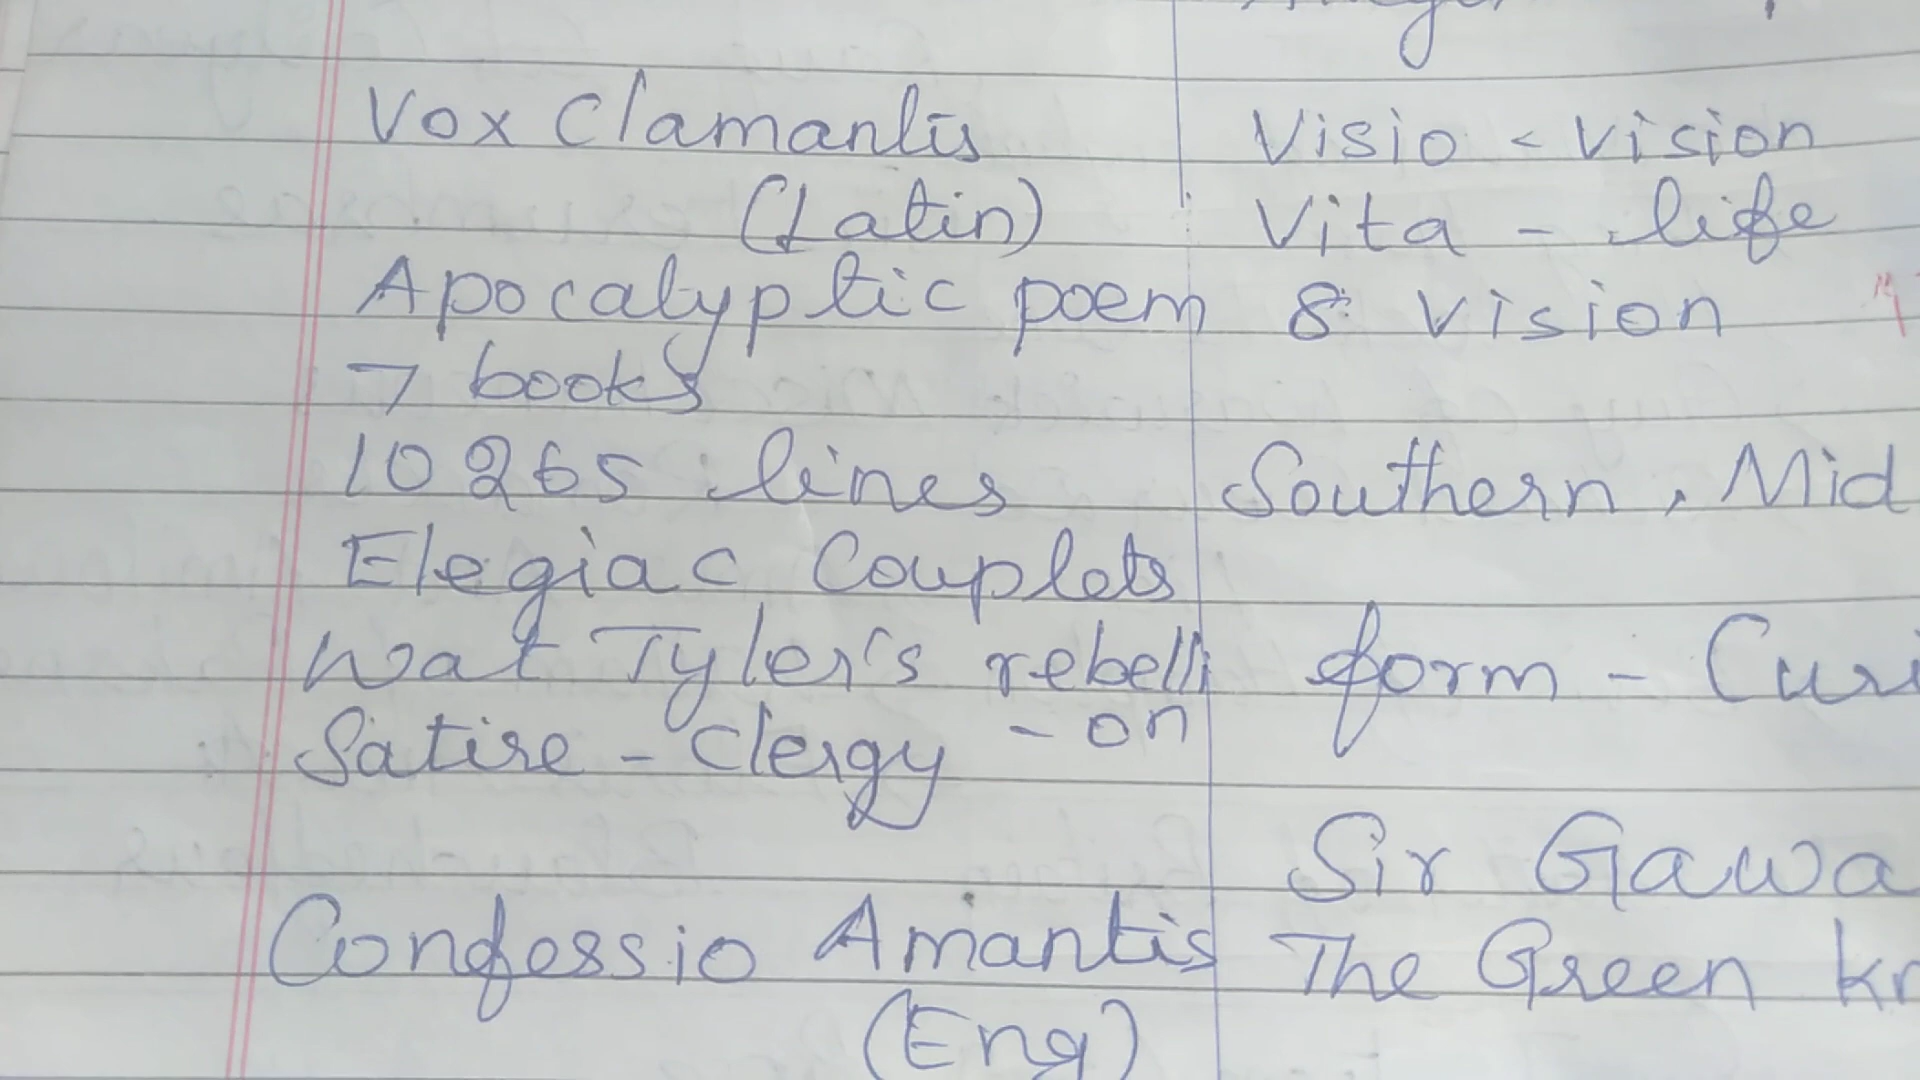 Vox Clamantis
(Latin)
Apocalyptic poem
7 books
10265 lines
Elegiac Couplets
Wat Tyler's rebelli
-on
Satire - Clergy
Confessio Amantis
(Eng)
Visio - vision
Vita - life
8 vision
Southern, Mid
form - Curi
Sir Gawa
The Green kn